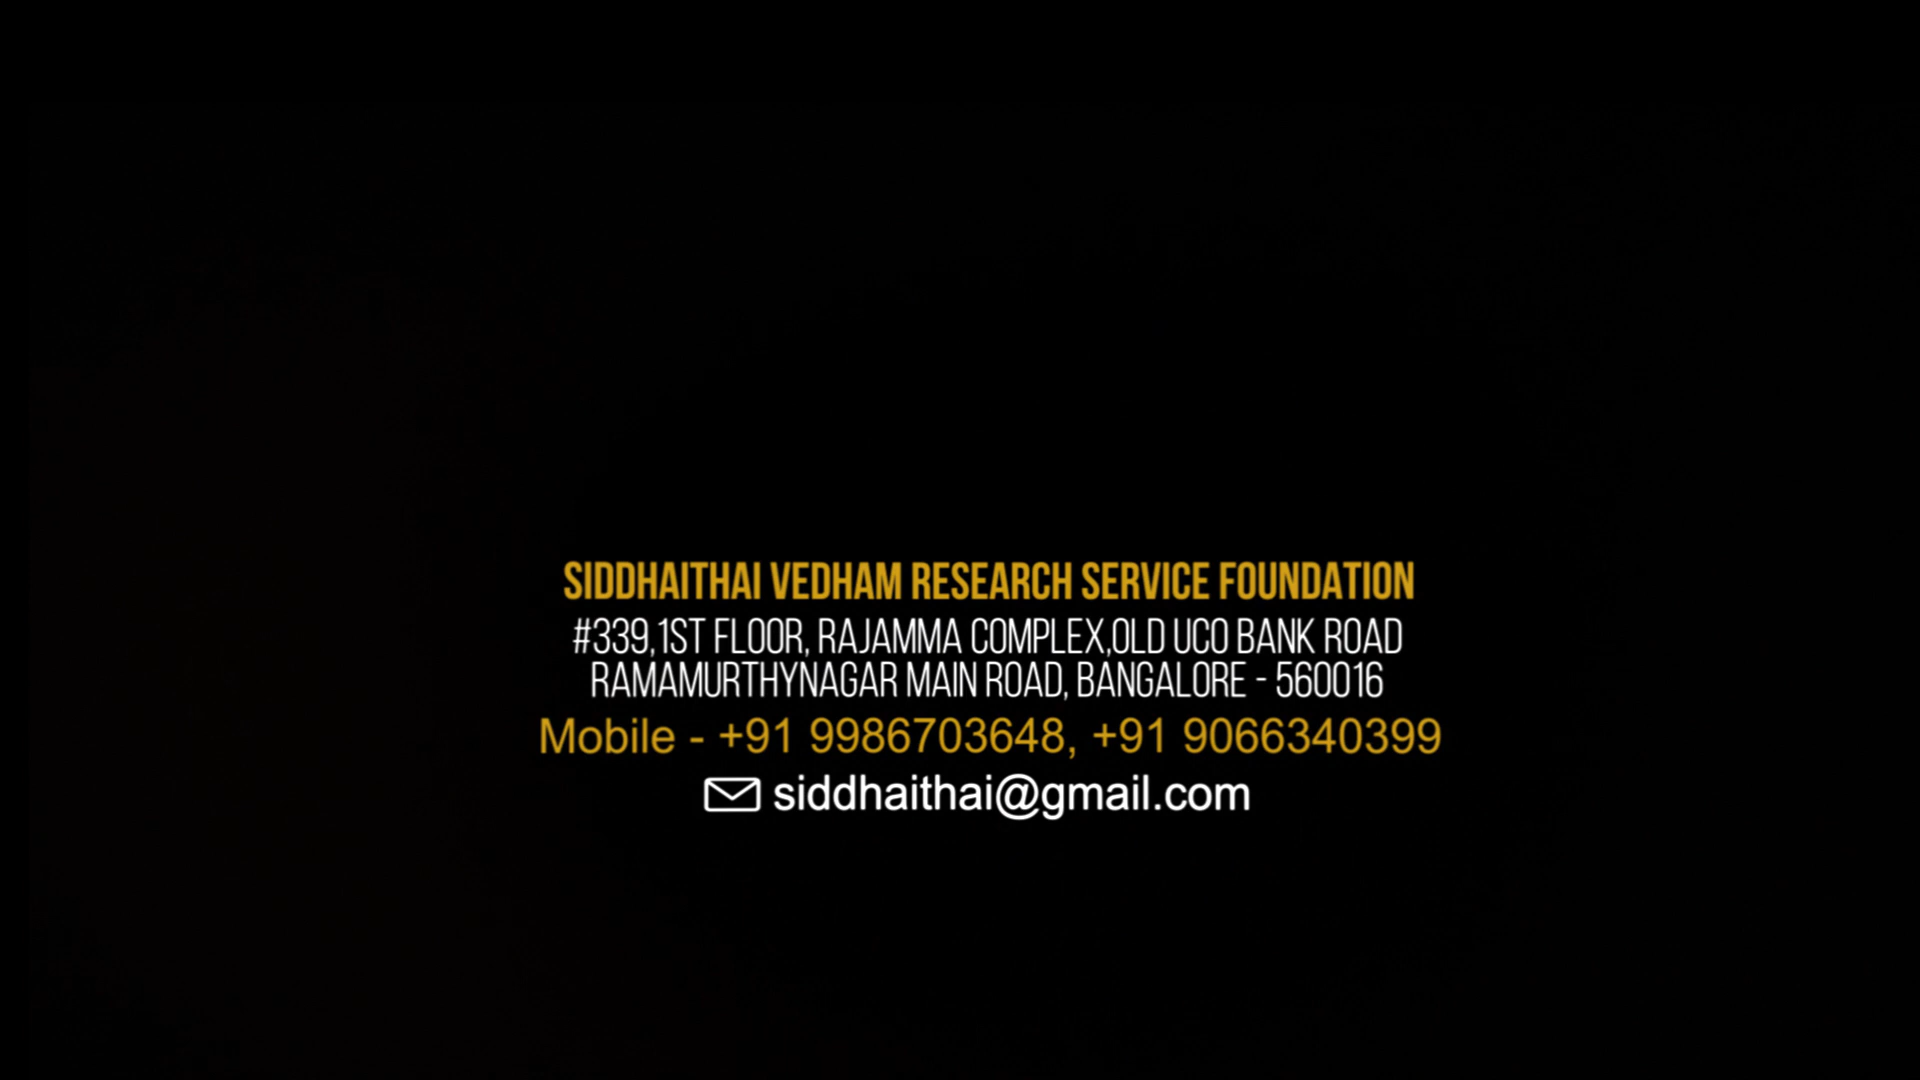 SIDDHAITHAI VEDHAM RESEARCH SERVICE FOUNDATION
#339,1ST FLOOR, RAJAMMA COMPLEX,OLD UCO BANK ROAD
RAMAMURTHYNAGAR MAIN ROAD, BANGALORE - 560016
Mobile - +91 9986703648, +91 9066340399
siddhaithai@gmail.com